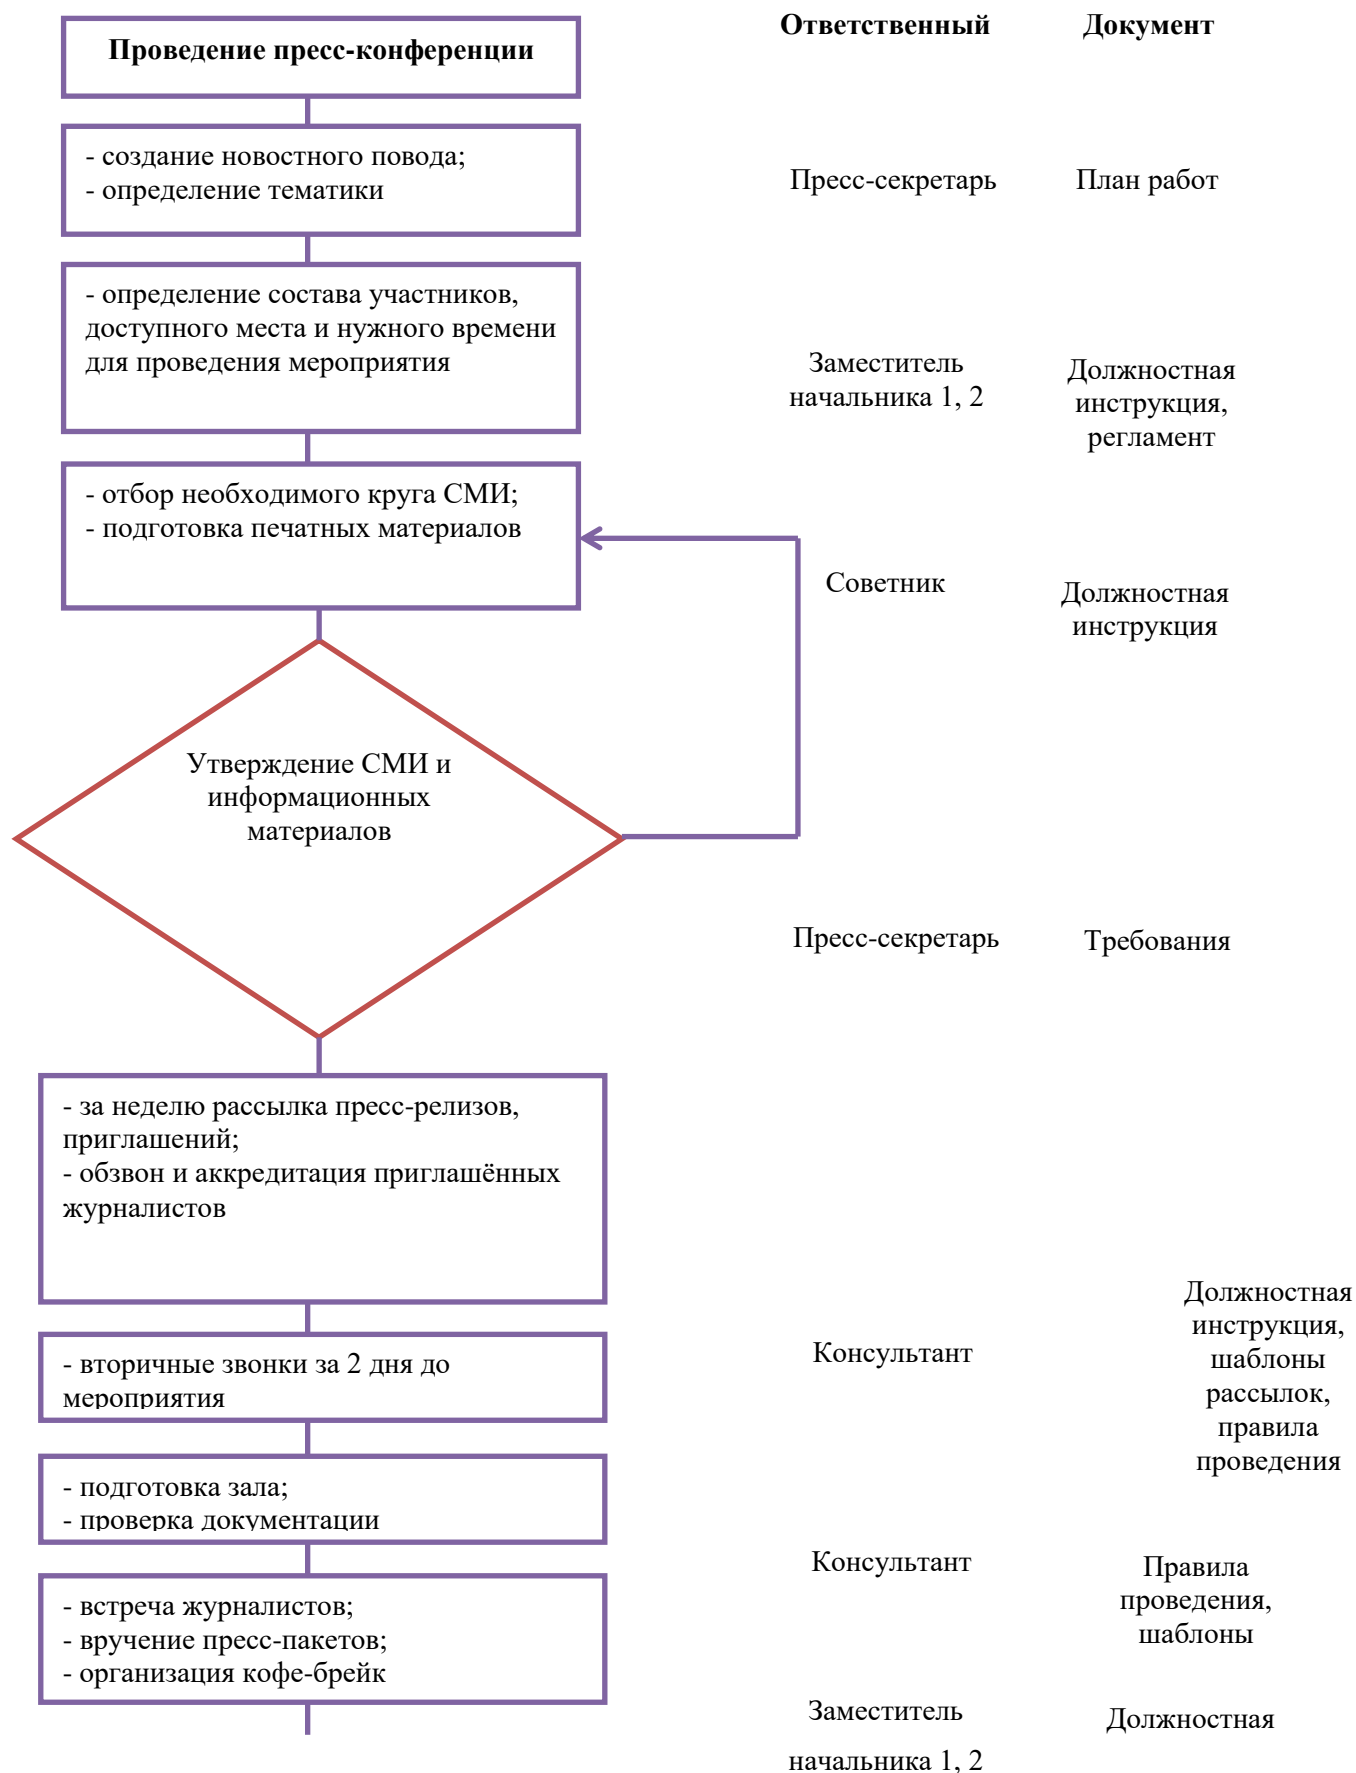 Проведение пресс-конференции
Ответственный
Документ
- создание новостного повода;
- определение тематики
Пресс-секретарь
План работ
- определение состава участников,
доступного места и нужного времени
для проведения мероприятия
Заместитель
начальника 1, 2
Должностная
инструкция,
регламент
- отбор необходимого круга СМИ;
- подготовка печатных материалов
Советник
Должностная
инструкция
Утверждение СМИ и
информационных
материалов
Пресс-секретарь
Требования
- за неделю рассылка пресс-релизов,
приглашений;
- обзвон и аккредитация приглашённых
журналистов
- вторичные звонки за 2 дня до
мероприятия
Консультант
Должностная
инструкция,
шаблоны
рассылок,
правила
проведения
- подготовка зала;
- проверка документации
Консультант
Правила
проведения,
шаблоны
- встреча журналистов;
- вручение пресс-пакетов;
- организация кофе-брейк
Заместитель
начальника 1, 2
Должностная